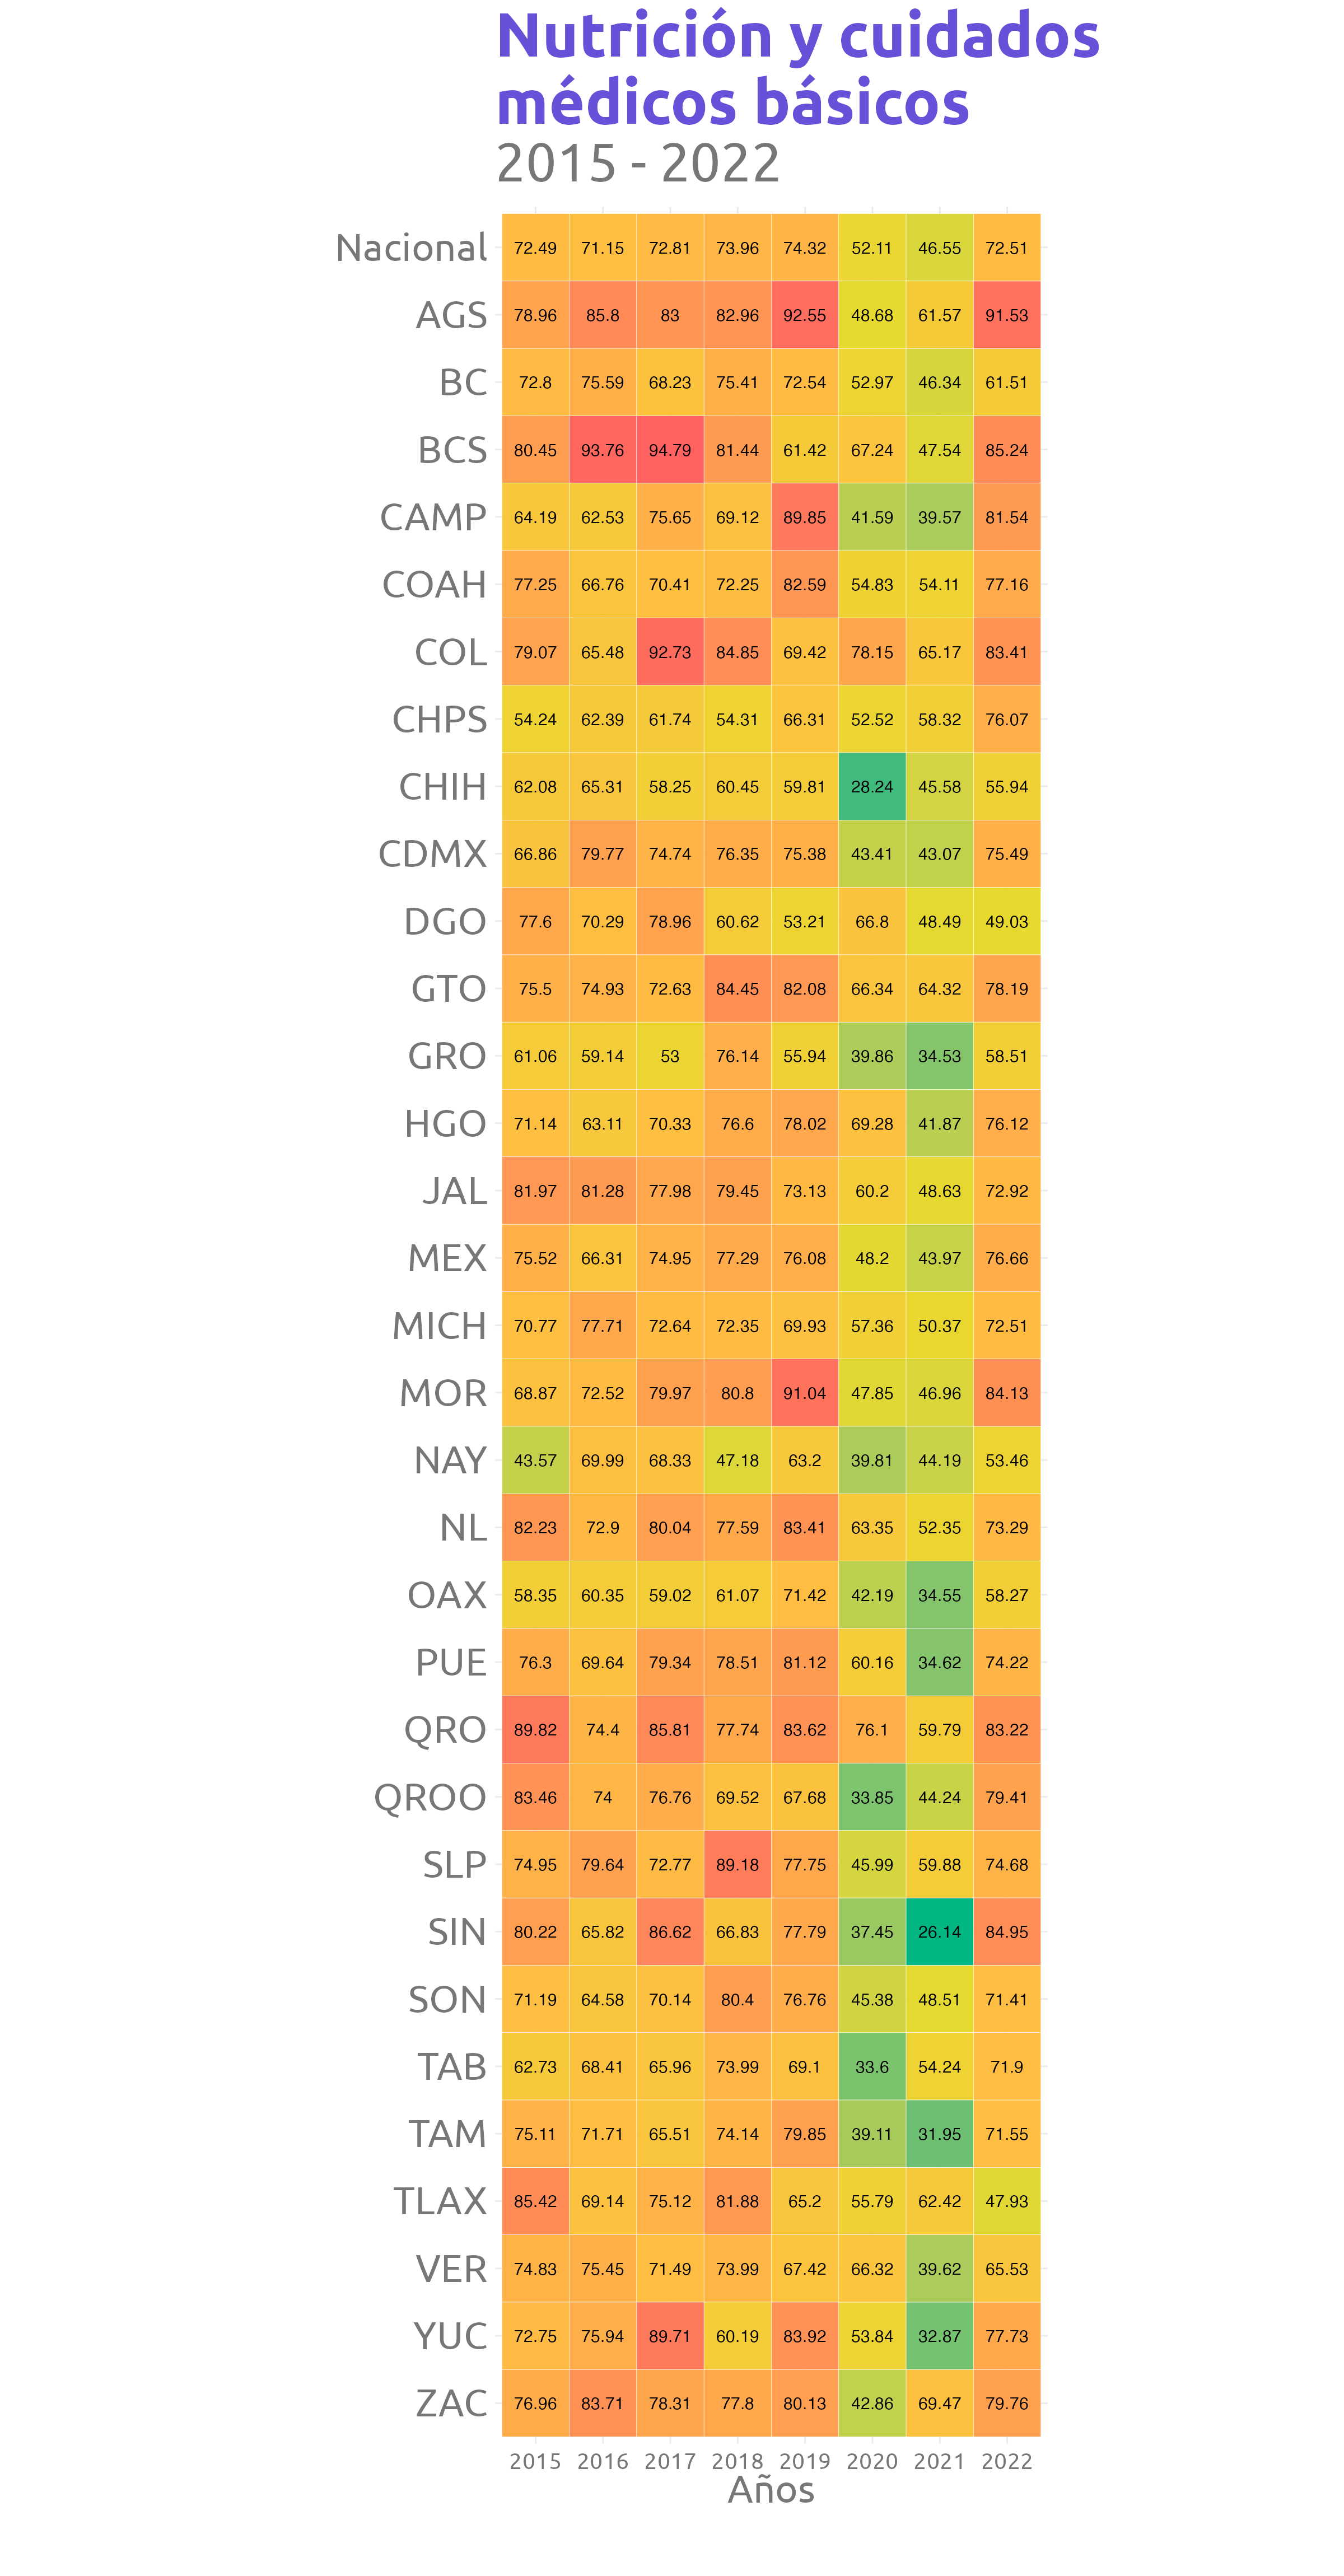 Nutrición y cuidados
médicos básicos
2015 - 2022
Nacional 72.49 71.15 72.81 73.96 74.32 52.11 46.55 72.51
AGS 78.96 85.8 83 82.96 92.55 48.68 61.57 91.53
BC 72.8 75.59 68.23 75.41 72.54 52.97 46.34 61.51
BCS 80.45 93.76 94.79 81.44 61.42 67.24 47.54 85.24
CAMP 64.19 62.53 75.65 69.12 89.85 41.59 39.57 81.54
COAH 77.25 66.76 70.41 72.25 82.59 54.83 54.11 77.16
COL 79.07 65.48 92.73 84.85 69.42 78.15 65.17 83.41
CHPS 54.24 62.39 61.74 54.31 66.31 52.52 58.32 76.07
CHIH 62.08 65.31 58.25 60.45 59.81 28.24 45.58 55.94
CDMX 66.86 79.77 74.74 76.35 75.38 43.41 43.07 75.49
DGO 77.6 70.29 78.96 60.62 53.21 66.8 48.49 49.03
GTO 75.5 74.93 72.63 84.45 82.08 66.34 64.32 78.19
GRO 61.06 59.14 53 76.14 55.94 39.86 34.53 58.51
HGO 71.14 63.11 70.33 76.6 78.02 69.28 41.87 76.12
JAL 81.97 81.28 77.98 79.45 73.13 60.2 48.63 72.92
MEX 75.52 66.31 74.95 77.29 76.08 48.2 43.97 76.66
MICH 70.77 77.71 72.64 72.35 69.93 57.36 50.37 72.51
MOR 68.87 72.52 79.97 80.8 91.04 47.85 46.96 84.13
NAY 43.57 69.99 68.33 47.18 63.2 39.81 44.19 53.46
NL 82.23 72.9 80.04 77.59 83.41 63.35 52.35 73.29
OAX 58.35 60.35 59.02 61.07 71.42 42.19 34.55 58.27
PUE 76.3 69.64 79.34 78.51 81.12 60.16 34.62 74.22
QRO 89.82 74.4 85.81 77.74 83.62 76.1 59.79 83.22
QROO 83.46 74 76.76 69.52 67.68 33.85 44.24 79.41
SLP 74.95 79.64 72.77 89.18 77.75 45.99 59.88 74.68
SIN 80.22 65.82 86.62 66.83 77.79 37.45 26.14 84.95
SON 71.19 64.58 70.14 80.4 76.76 45.38 48.51 71.41
TAB 62.73 68.41 65.96 73.99 69.1 33.6 54.24 71.9
TAM 75.11 71.71 65.51 74.14 79.85 39.11 31.95 71.55
TLAX 85.42 69.14 75.12 81.88 65.2 55.79 62.42 47.93
VER 74.83 75.45 71.49 73.99 67.42 66.32 39.62 65.53
YUC 72.75 75.94 89.71 60.19 83.92 53.84 32.87 77.73
ZAC 76.96 83.71 78.31 77.8 80.13 42.86 69.47 79.76
2015 2016 2017 2018 2019 2020 2021 2022
Años